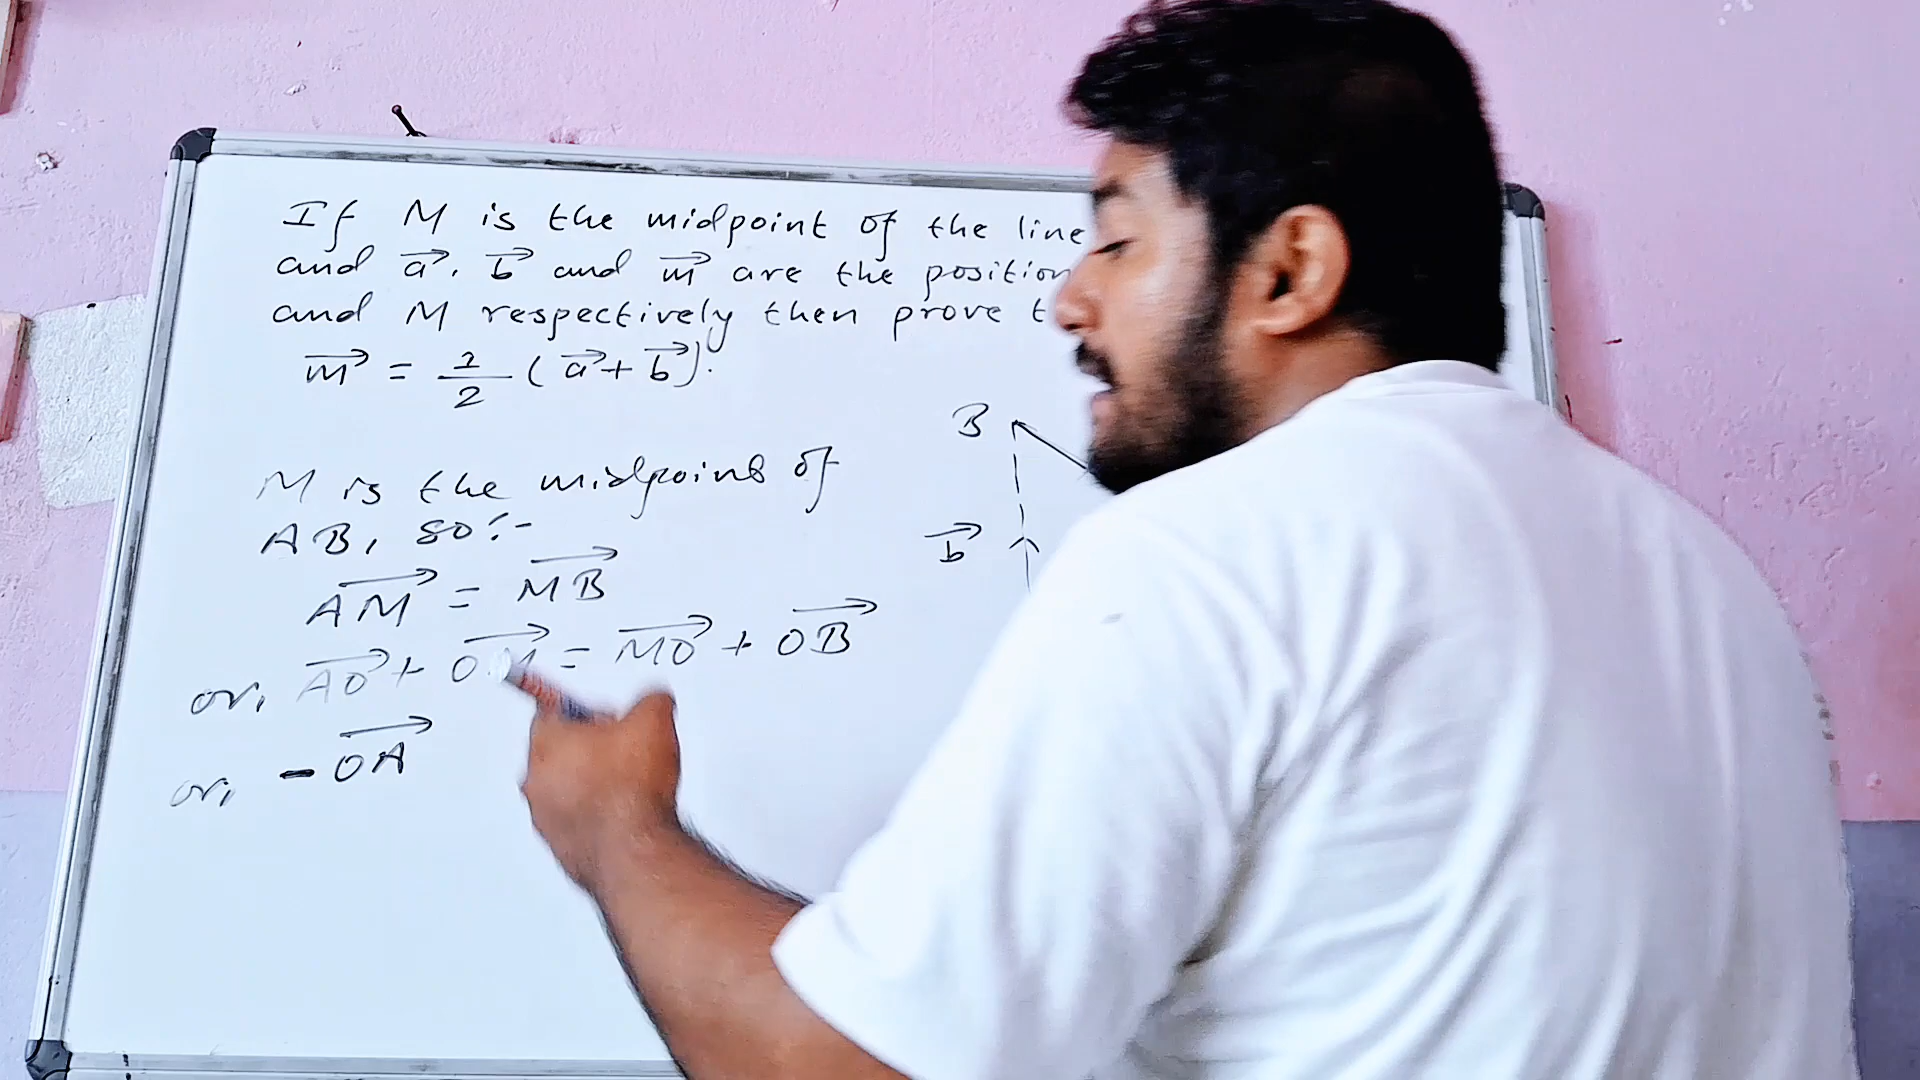 If M is the midpoint of the line
and a⃗, b⃗ and m⃗ are the position
and M respectively then prove
m⃗ = 1/2 (a⃗ + b⃗).
B
M is the midpoint of
AB, so:-
b⃗
AM⃗ = MB⃗
or, AO⃗ + OM⃗ = MO⃗ + OB⃗
or, - OA⃗